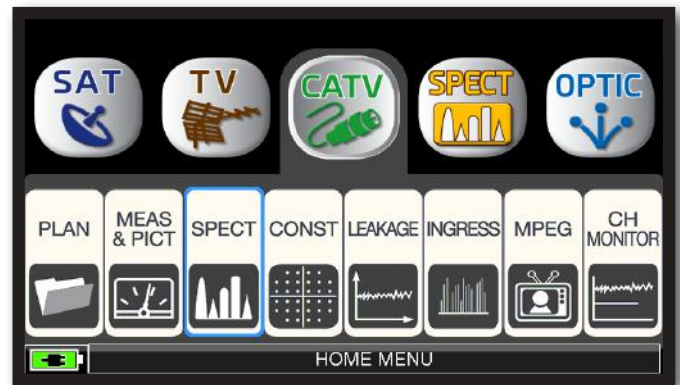 SAT
TV
CATV
SPECT
OPTIC
PLAN
MEAS
& PICT
SPECT
CONST
LEAKAGE
INGRESS
MPEG
CH
MONITOR
HOME MENU